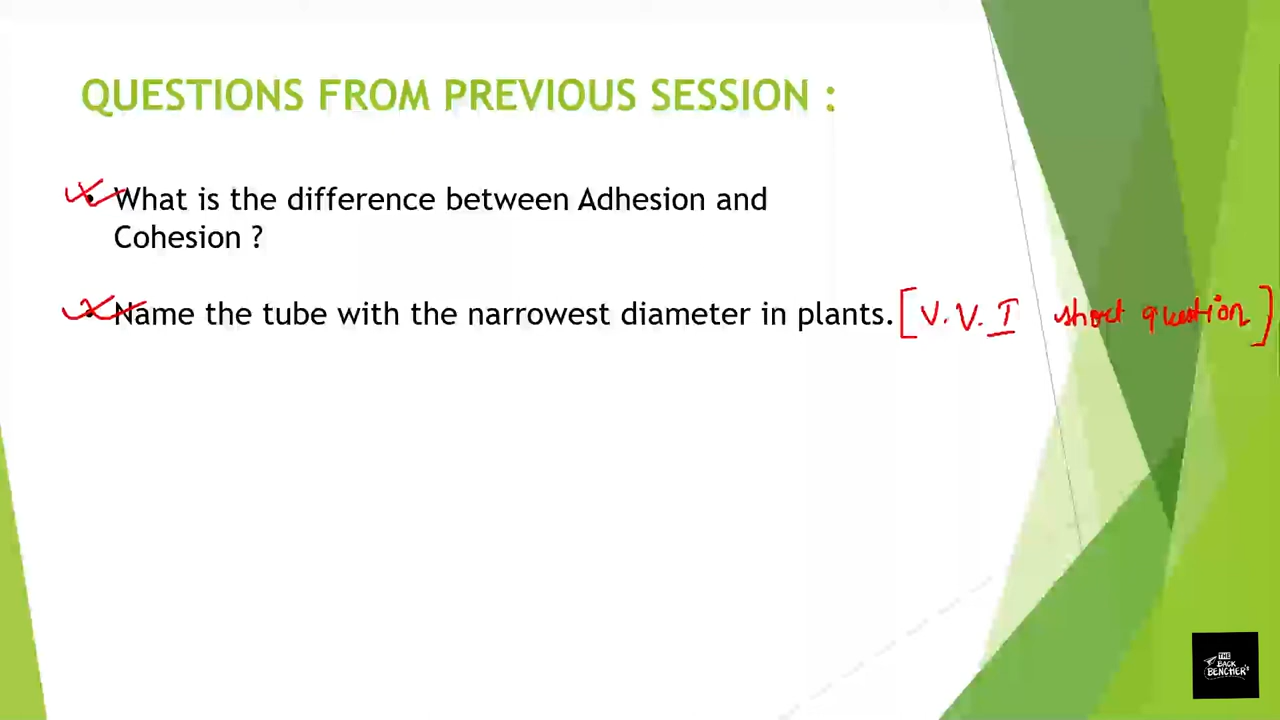 QUESTIONS FROM PREVIOUS SESSION :
• What is the difference between Adhesion and
Cohesion ?
• Name the tube with the narrowest diameter in plants. [V.V.I short question]
THE
BACK
BENCHER's